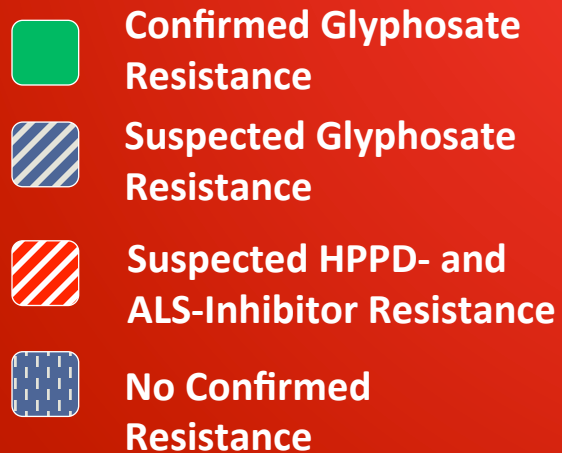 Confirmed Glyphosate
Resistance
Suspected Glyphosate
Resistance
Suspected HPPD- and
ALS-Inhibitor Resistance
No Confirmed
Resistance